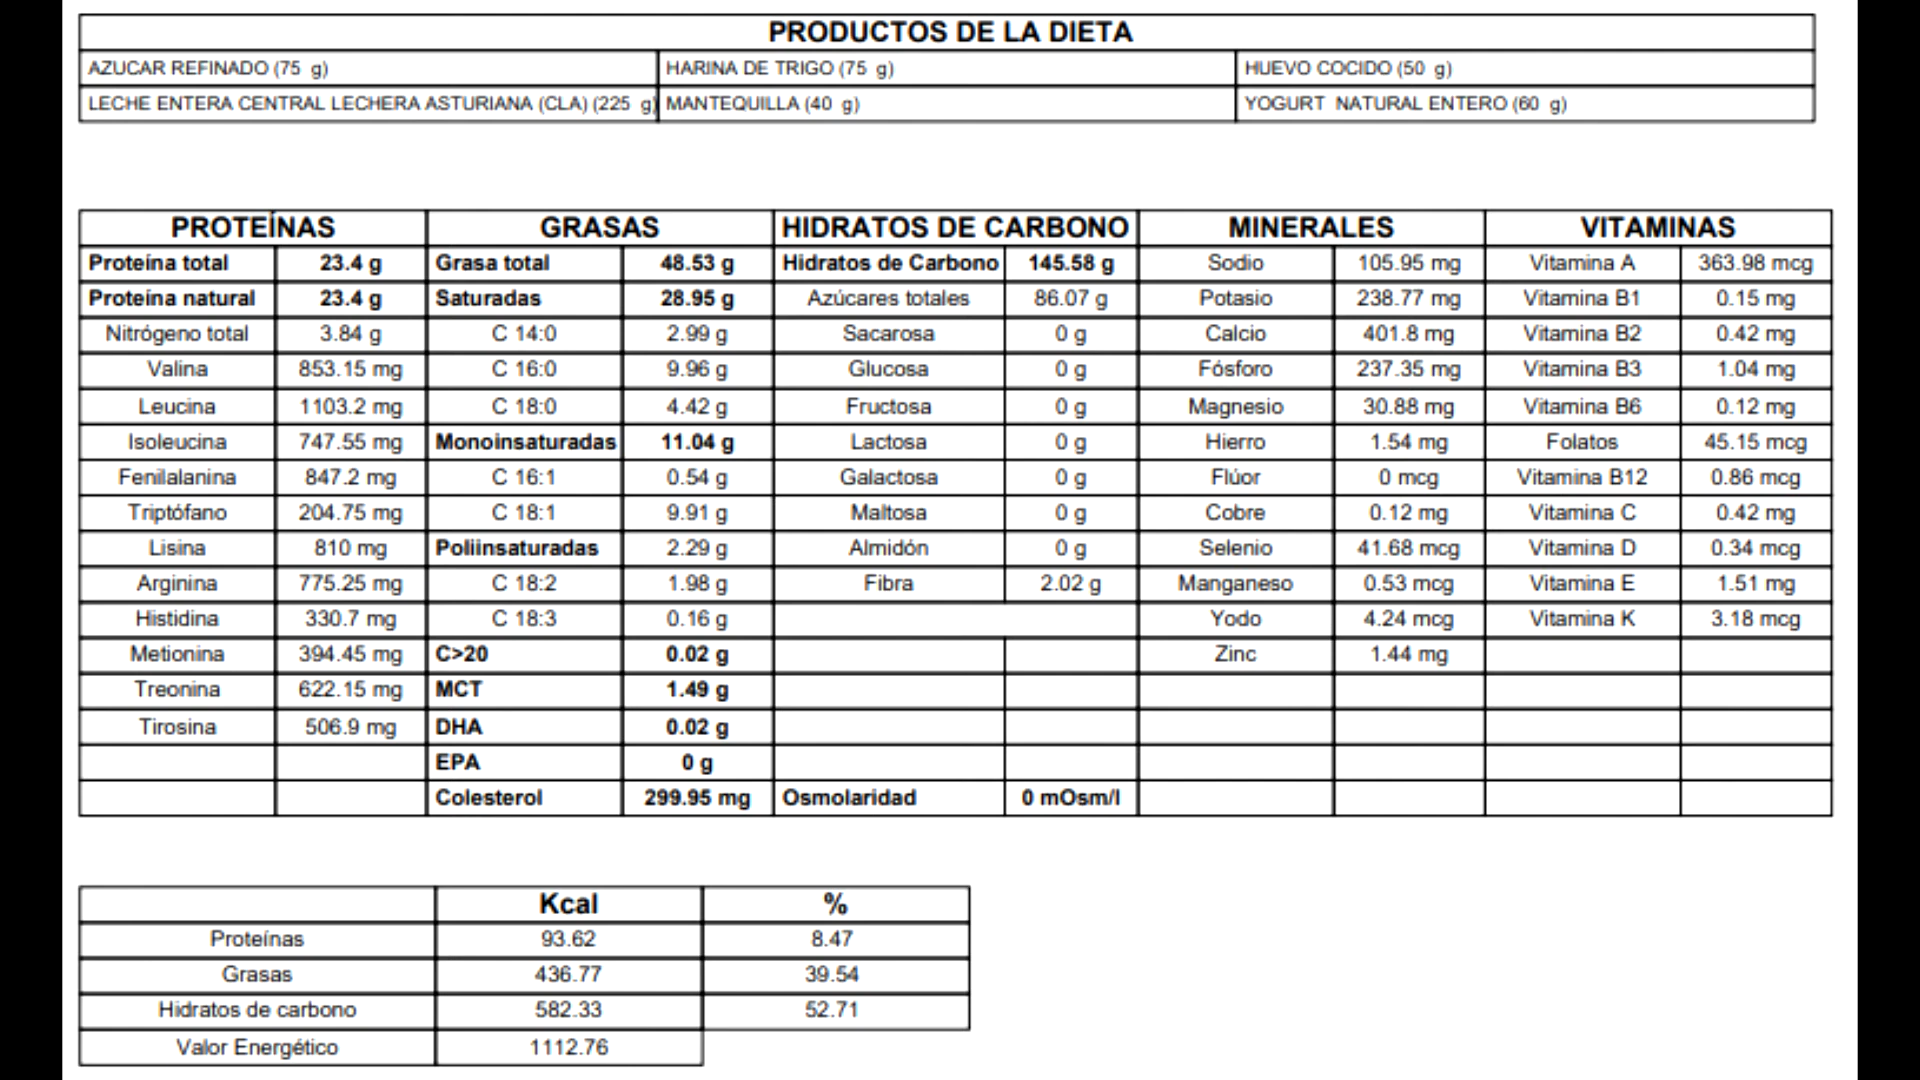 PRODUCTOS DE LA DIETA
AZUCAR REFINADO (75 g) HARINA DE TRIGO (75 g) HUEVO COCIDO (50 g)
LECHE ENTERA CENTRAL LECHERA ASTURIANA (CLA) (225 g) MANTEQUILLA (40 g) YOGURT NATURAL ENTERO (60 g)
PROTEÍNAS GRASAS HIDRATOS DE CARBONO MINERALES VITAMINAS
Proteína total 23.4 g Grasa total 48.53 g Hidratos de Carbono 145.58 g Sodio 105.95 mg Vitamina A 363.98 mcg
Proteína natural 23.4 g Saturadas 28.95 g Azúcares totales 86.07 g Potasio 238.77 mg Vitamina B1 0.15 mg
Nitrógeno total 3.84 g C 14:0 2.99 g Sacarosa 0 g Calcio 401.8 mg Vitamina B2 0.42 mg
Valina 853.15 mg C 16:0 9.96 g Glucosa 0 g Fósforo 237.35 mg Vitamina B3 1.04 mg
Leucina 1103.2 mg C 18:0 4.42 g Fructosa 0 g Magnesio 30.88 mg Vitamina B6 0.12 mg
Isoleucina 747.55 mg Monoinsaturadas 11.04 g Lactosa 0 g Hierro 1.54 mg Folatos 45.15 mcg
Fenilalanina 847.2 mg C 16:1 0.54 g Galactosa 0 g Flúor 0 mcg Vitamina B12 0.86 mcg
Triptófano 204.75 mg C 18:1 9.91 g Maltosa 0 g Cobre 0.12 mg Vitamina C 0.42 mg
Lisina 810 mg Poliinsaturadas 2.29 g Almidón 0 g Selenio 41.68 mcg Vitamina D 0.34 mcg
Arginina 775.25 mg C 18:2 1.98 g Fibra 2.02 g Manganeso 0.53 mcg Vitamina E 1.51 mg
Histidina 330.7 mg C 18:3 0.16 g Yodo 4.24 mcg Vitamina K 3.18 mcg
Metionina 394.45 mg C>20 0.02 g Zinc 1.44 mg
Treonina 622.15 mg MCT 1.49 g
Tirosina 506.9 mg DHA 0.02 g
EPA 0 g
Colesterol 299.95 mg Osmolaridad 0 mOsm/l
Kcal %
Proteínas 93.62 8.47
Grasas 436.77 39.54
Hidratos de carbono 582.33 52.71
Valor Energético 1112.76